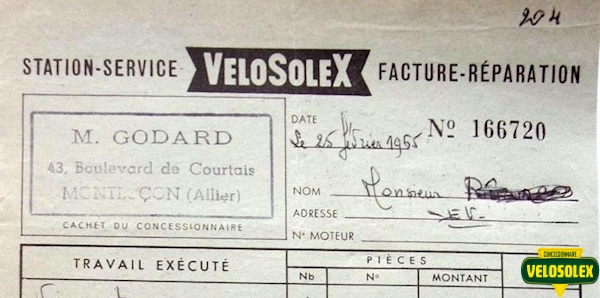 204
STATION-SERVICE VELOSOLEX FACTURE-RÉPARATION
M. GODARD
43, Boulevard de Courtais
MONTLUÇON (Allier)
CACHET DU CONCESSIONNAIRE
DATE
Le 25 février 1955 No 166720
NOM Monsieur
ADRESSE EV.
No MOTEUR
TRAVAIL EXÉCUTÉ
PIÈCES
Nb No MONTANT
CONCESSIONNAIRE
VELOSOLEX